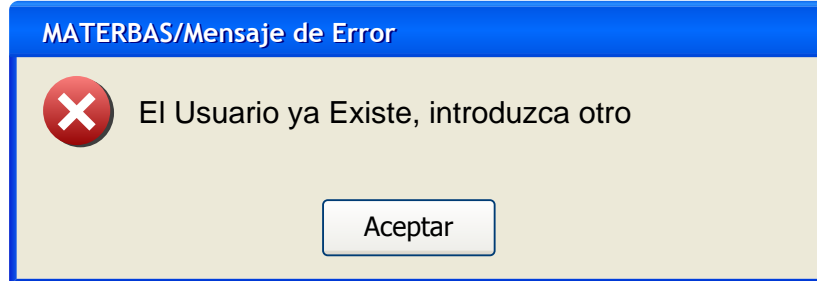 MATERBAS/Mensaje de Error
El Usuario ya Existe, introduzca otro
Aceptar